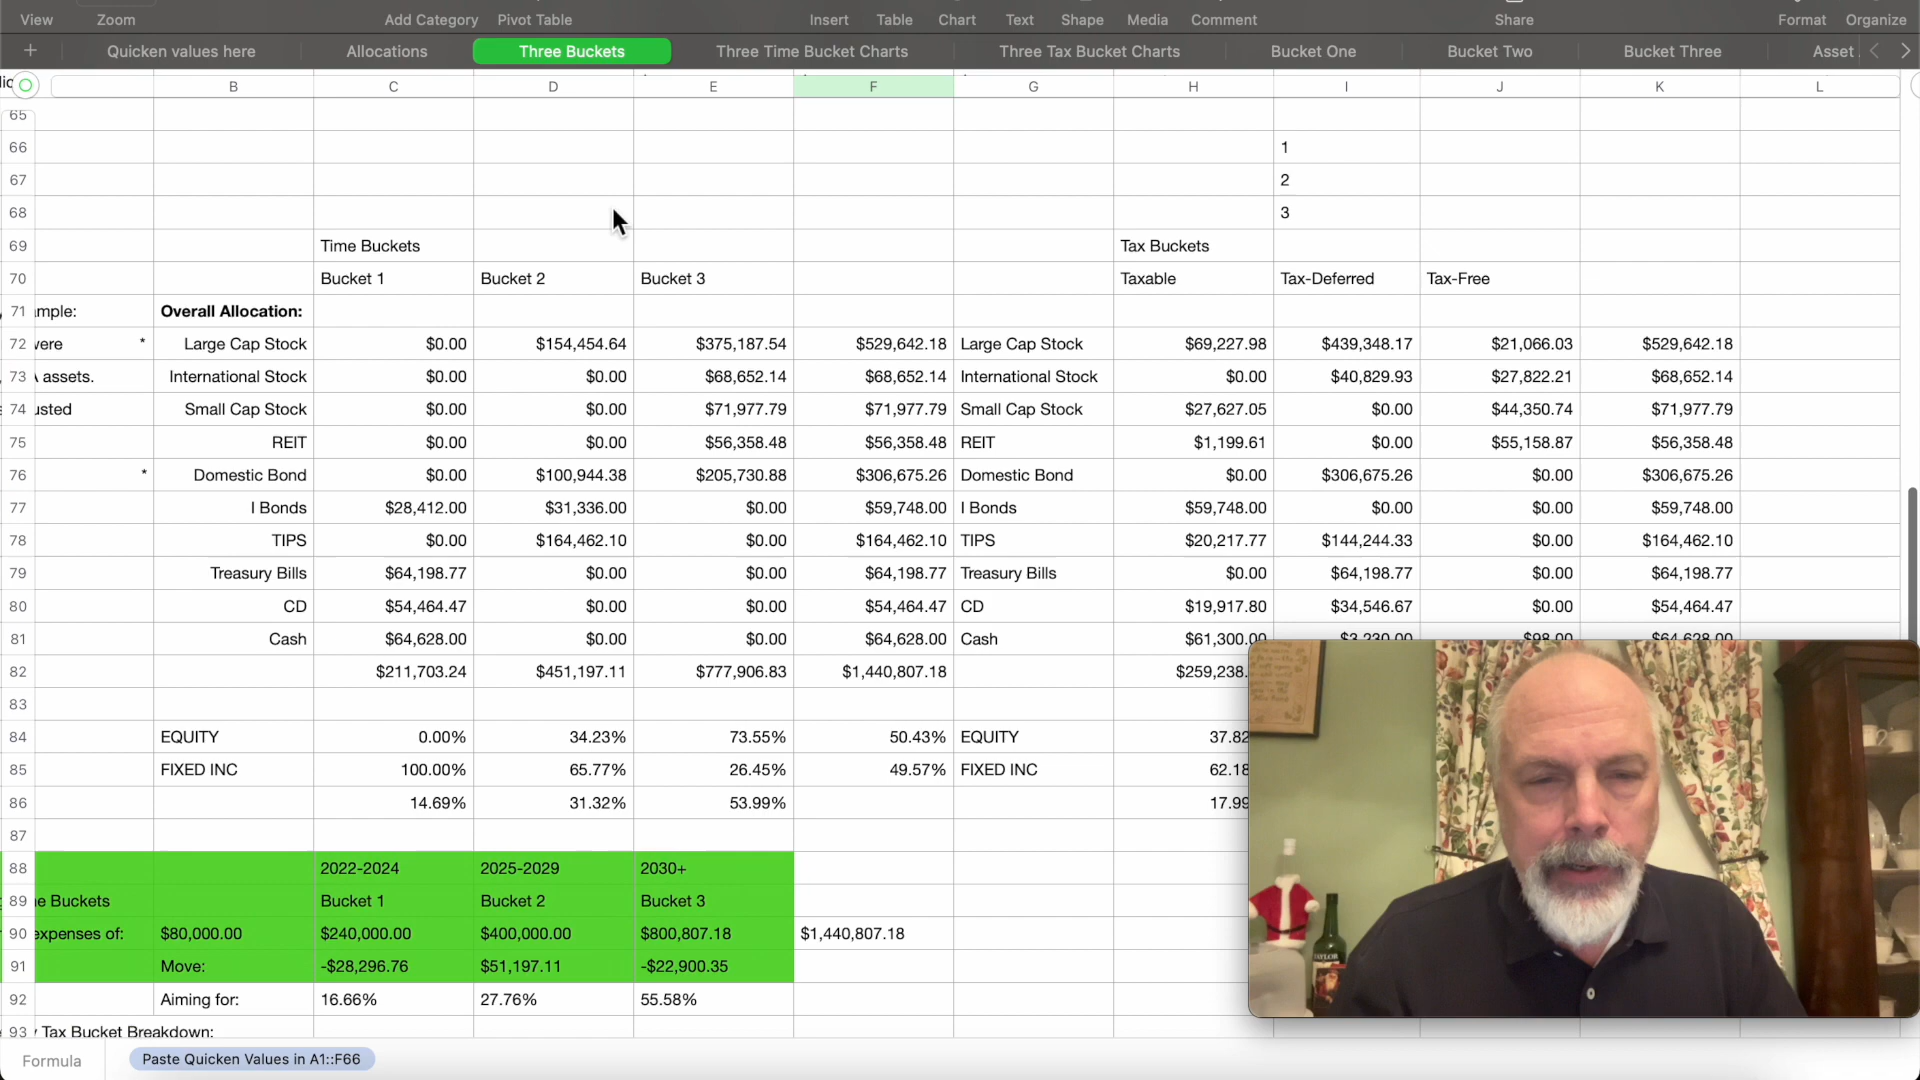 View Zoom Add Category Pivot Table Insert Table Chart Text Shape Media Comment Share Format Organize
+ Quicken values here Allocations Three Buckets Three Time Bucket Charts Three Tax Bucket Charts Bucket One Bucket Two Bucket Three Asset
B C D E F G H I J K L
65
66 1
67 2
68 3
69 Time Buckets Tax Buckets
70 Bucket 1 Bucket 2 Bucket 3 Taxable Tax-Deferred Tax-Free
71 mple: Overall Allocation:
72 were * Large Cap Stock $0.00 $154,454.64 $375,187.54 $529,642.18 Large Cap Stock $69,227.98 $439,348.17 $21,066.03 $529,642.18
73 A assets. International Stock $0.00 $0.00 $68,652.14 $68,652.14 International Stock $0.00 $40,829.93 $27,822.21 $68,652.14
74 usted Small Cap Stock $0.00 $0.00 $71,977.79 $71,977.79 Small Cap Stock $27,627.05 $0.00 $44,350.74 $71,977.79
75 REIT $0.00 $0.00 $56,358.48 $56,358.48 REIT $1,199.61 $0.00 $55,158.87 $56,358.48
76 * Domestic Bond $0.00 $100,944.38 $205,730.88 $306,675.26 Domestic Bond $0.00 $306,675.26 $0.00 $306,675.26
77 I Bonds $28,412.00 $31,336.00 $0.00 $59,748.00 I Bonds $59,748.00 $0.00 $0.00 $59,748.00
78 TIPS $0.00 $164,462.10 $0.00 $164,462.10 TIPS $20,217.77 $144,244.33 $0.00 $164,462.10
79 Treasury Bills $64,198.77 $0.00 $0.00 $64,198.77 Treasury Bills $0.00 $64,198.77 $0.00 $64,198.77
80 CD $54,464.47 $0.00 $0.00 $54,464.47 CD $19,917.80 $34,546.67 $0.00 $54,464.47
81 Cash $64,628.00 $0.00 $0.00 $64,628.00 Cash $61,300.00 $3,230.00 $98.00 $64,628.00
82 $211,703.24 $451,197.11 $777,906.83 $1,440,807.18 $259,238.
83
84 EQUITY 0.00% 34.23% 73.55% 50.43% EQUITY 37.82
85 FIXED INC 100.00% 65.77% 26.45% 49.57% FIXED INC 62.18
86 14.69% 31.32% 53.99% 17.99
87
88 2022-2024 2025-2029 2030+
89 e Buckets Bucket 1 Bucket 2 Bucket 3
90 expenses of: $80,000.00 $240,000.00 $400,000.00 $800,807.18 $1,440,807.18
91 Move: -$28,296.76 $51,197.11 -$22,900.35
92 Aiming for: 16.66% 27.76% 55.58%
93 Tax Bucket Breakdown:
Formula Paste Quicken Values in A1::F66